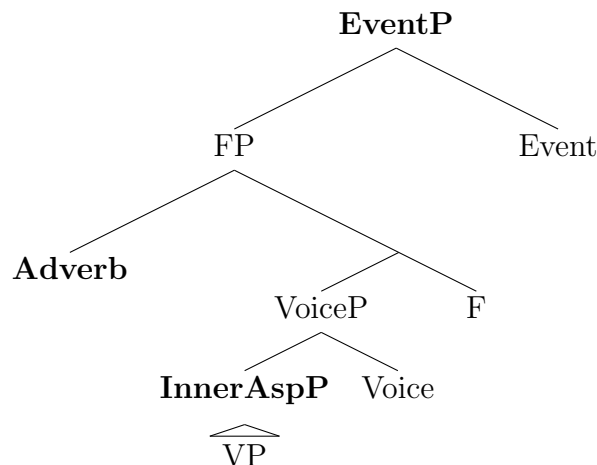 EventP
FP Event
Adverb
VoiceP F
InnerAspP Voice
VP